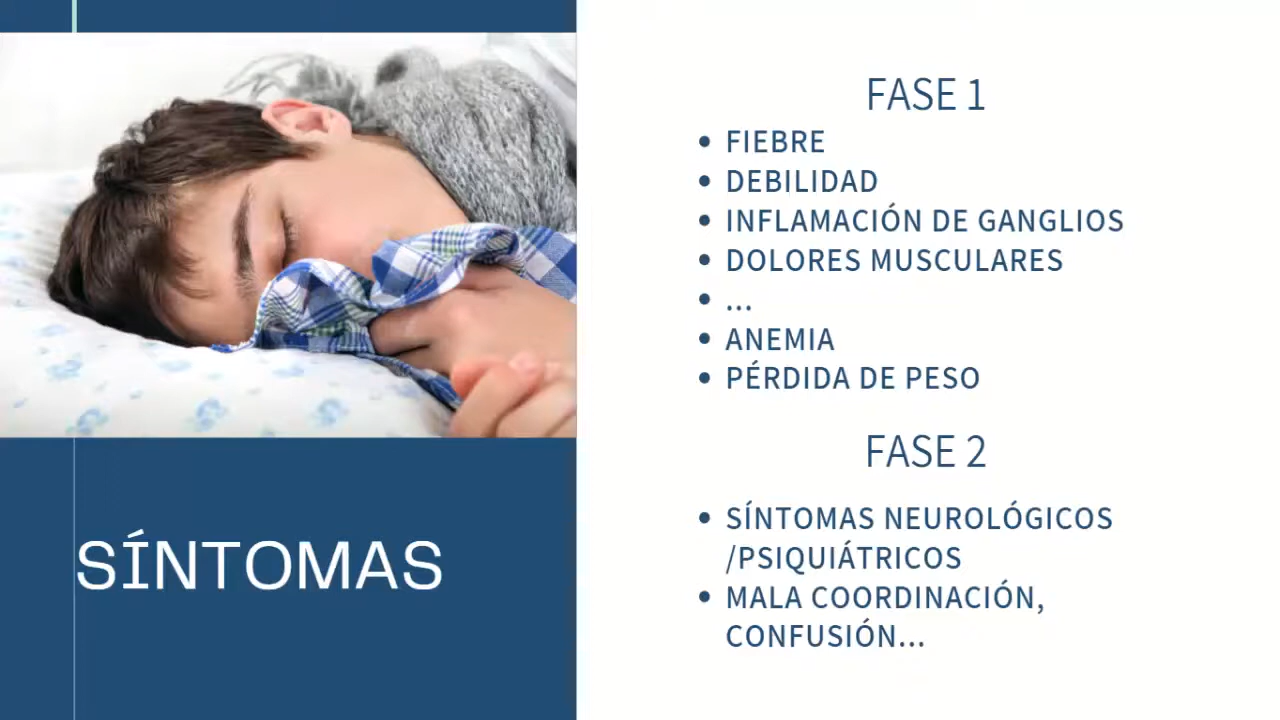 FASE 1
• FIEBRE
• DEBILIDAD
• INFLAMACIÓN DE GANGLIOS
• DOLORES MUSCULARES
• ...
• ANEMIA
• PÉRDIDA DE PESO
FASE 2
• SÍNTOMAS NEUROLÓGICOS
/PSIQUIÁTRICOS
• MALA COORDINACIÓN,
CONFUSIÓN...
SÍNTOMAS